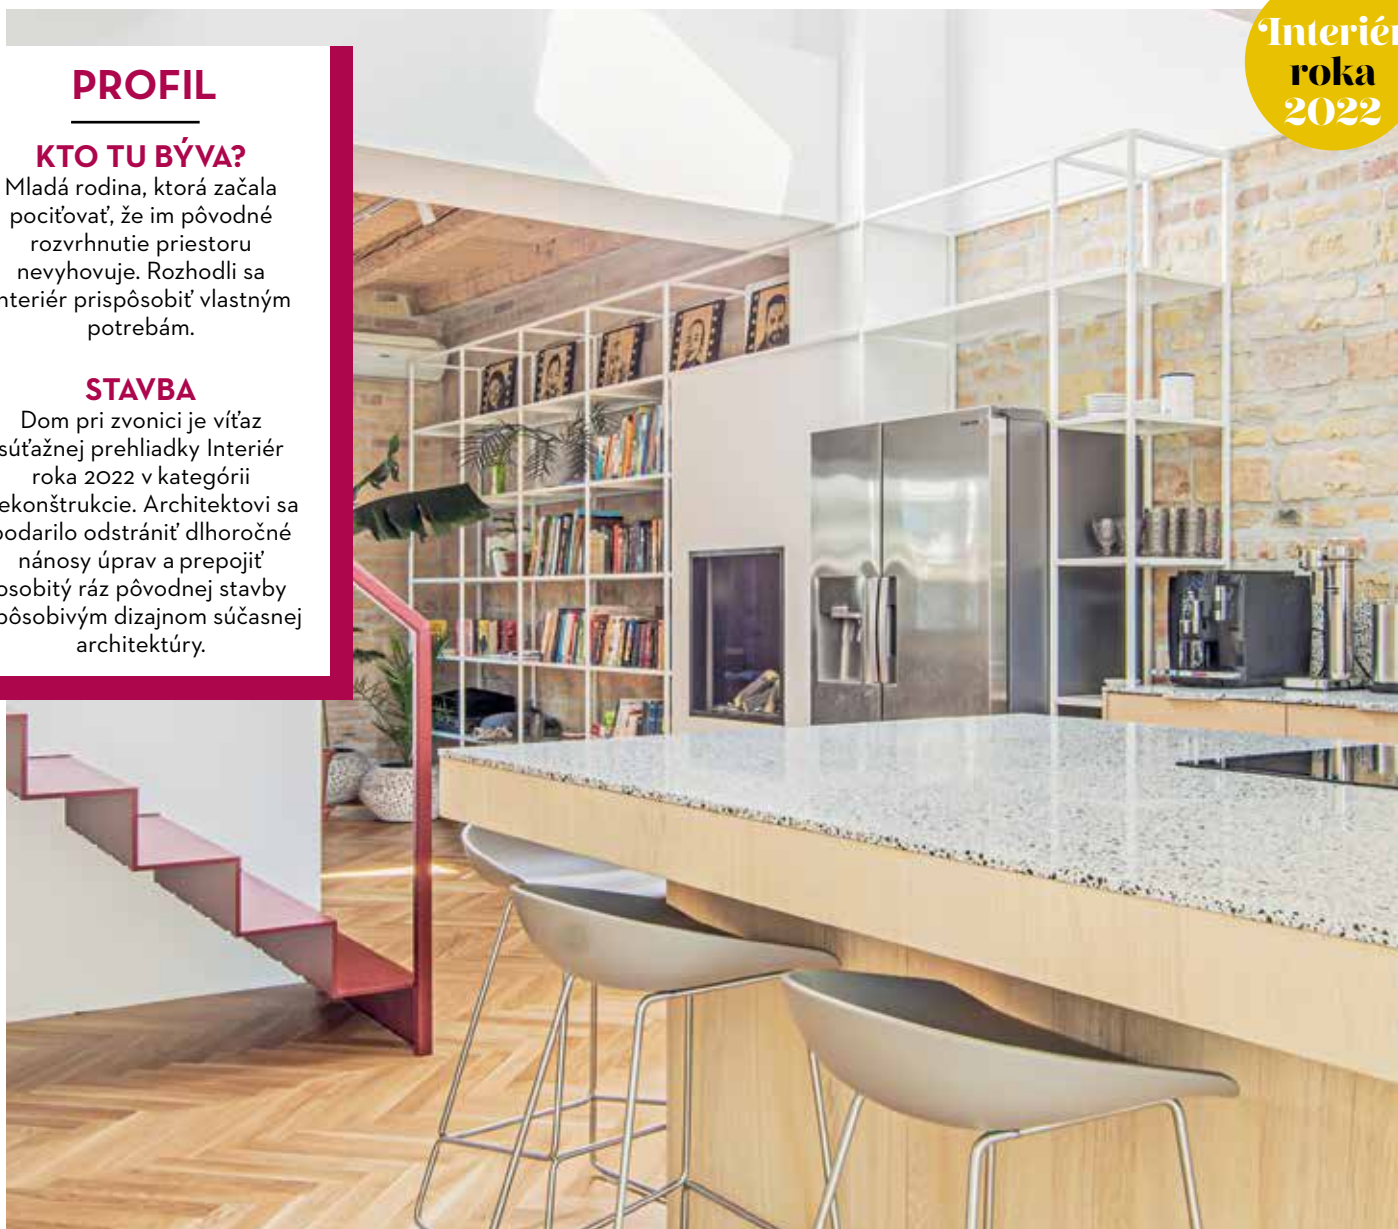 PROFIL
KTO TU BÝVA?
Mladá rodina, ktorá začala
pociťovať, že im pôvodné
rozvrhnutie priestoru
nevyhovuje. Rozhodli sa
nteriér prispôsobiť vlastným
potrebám.
STAVBA
Dom pri zvonici je víťaz
súťažnej prehliadky Interiér
roka 2022 v kategórii
ekonštrukcie. Architektovi sa
podarilo odstrániť dlhoročné
nánosy úprav a prepojiť
osobitý ráz pôvodnej stavby
pôsobivým dizajnom súčasnej
architektúry.
Interiér
roka
2022